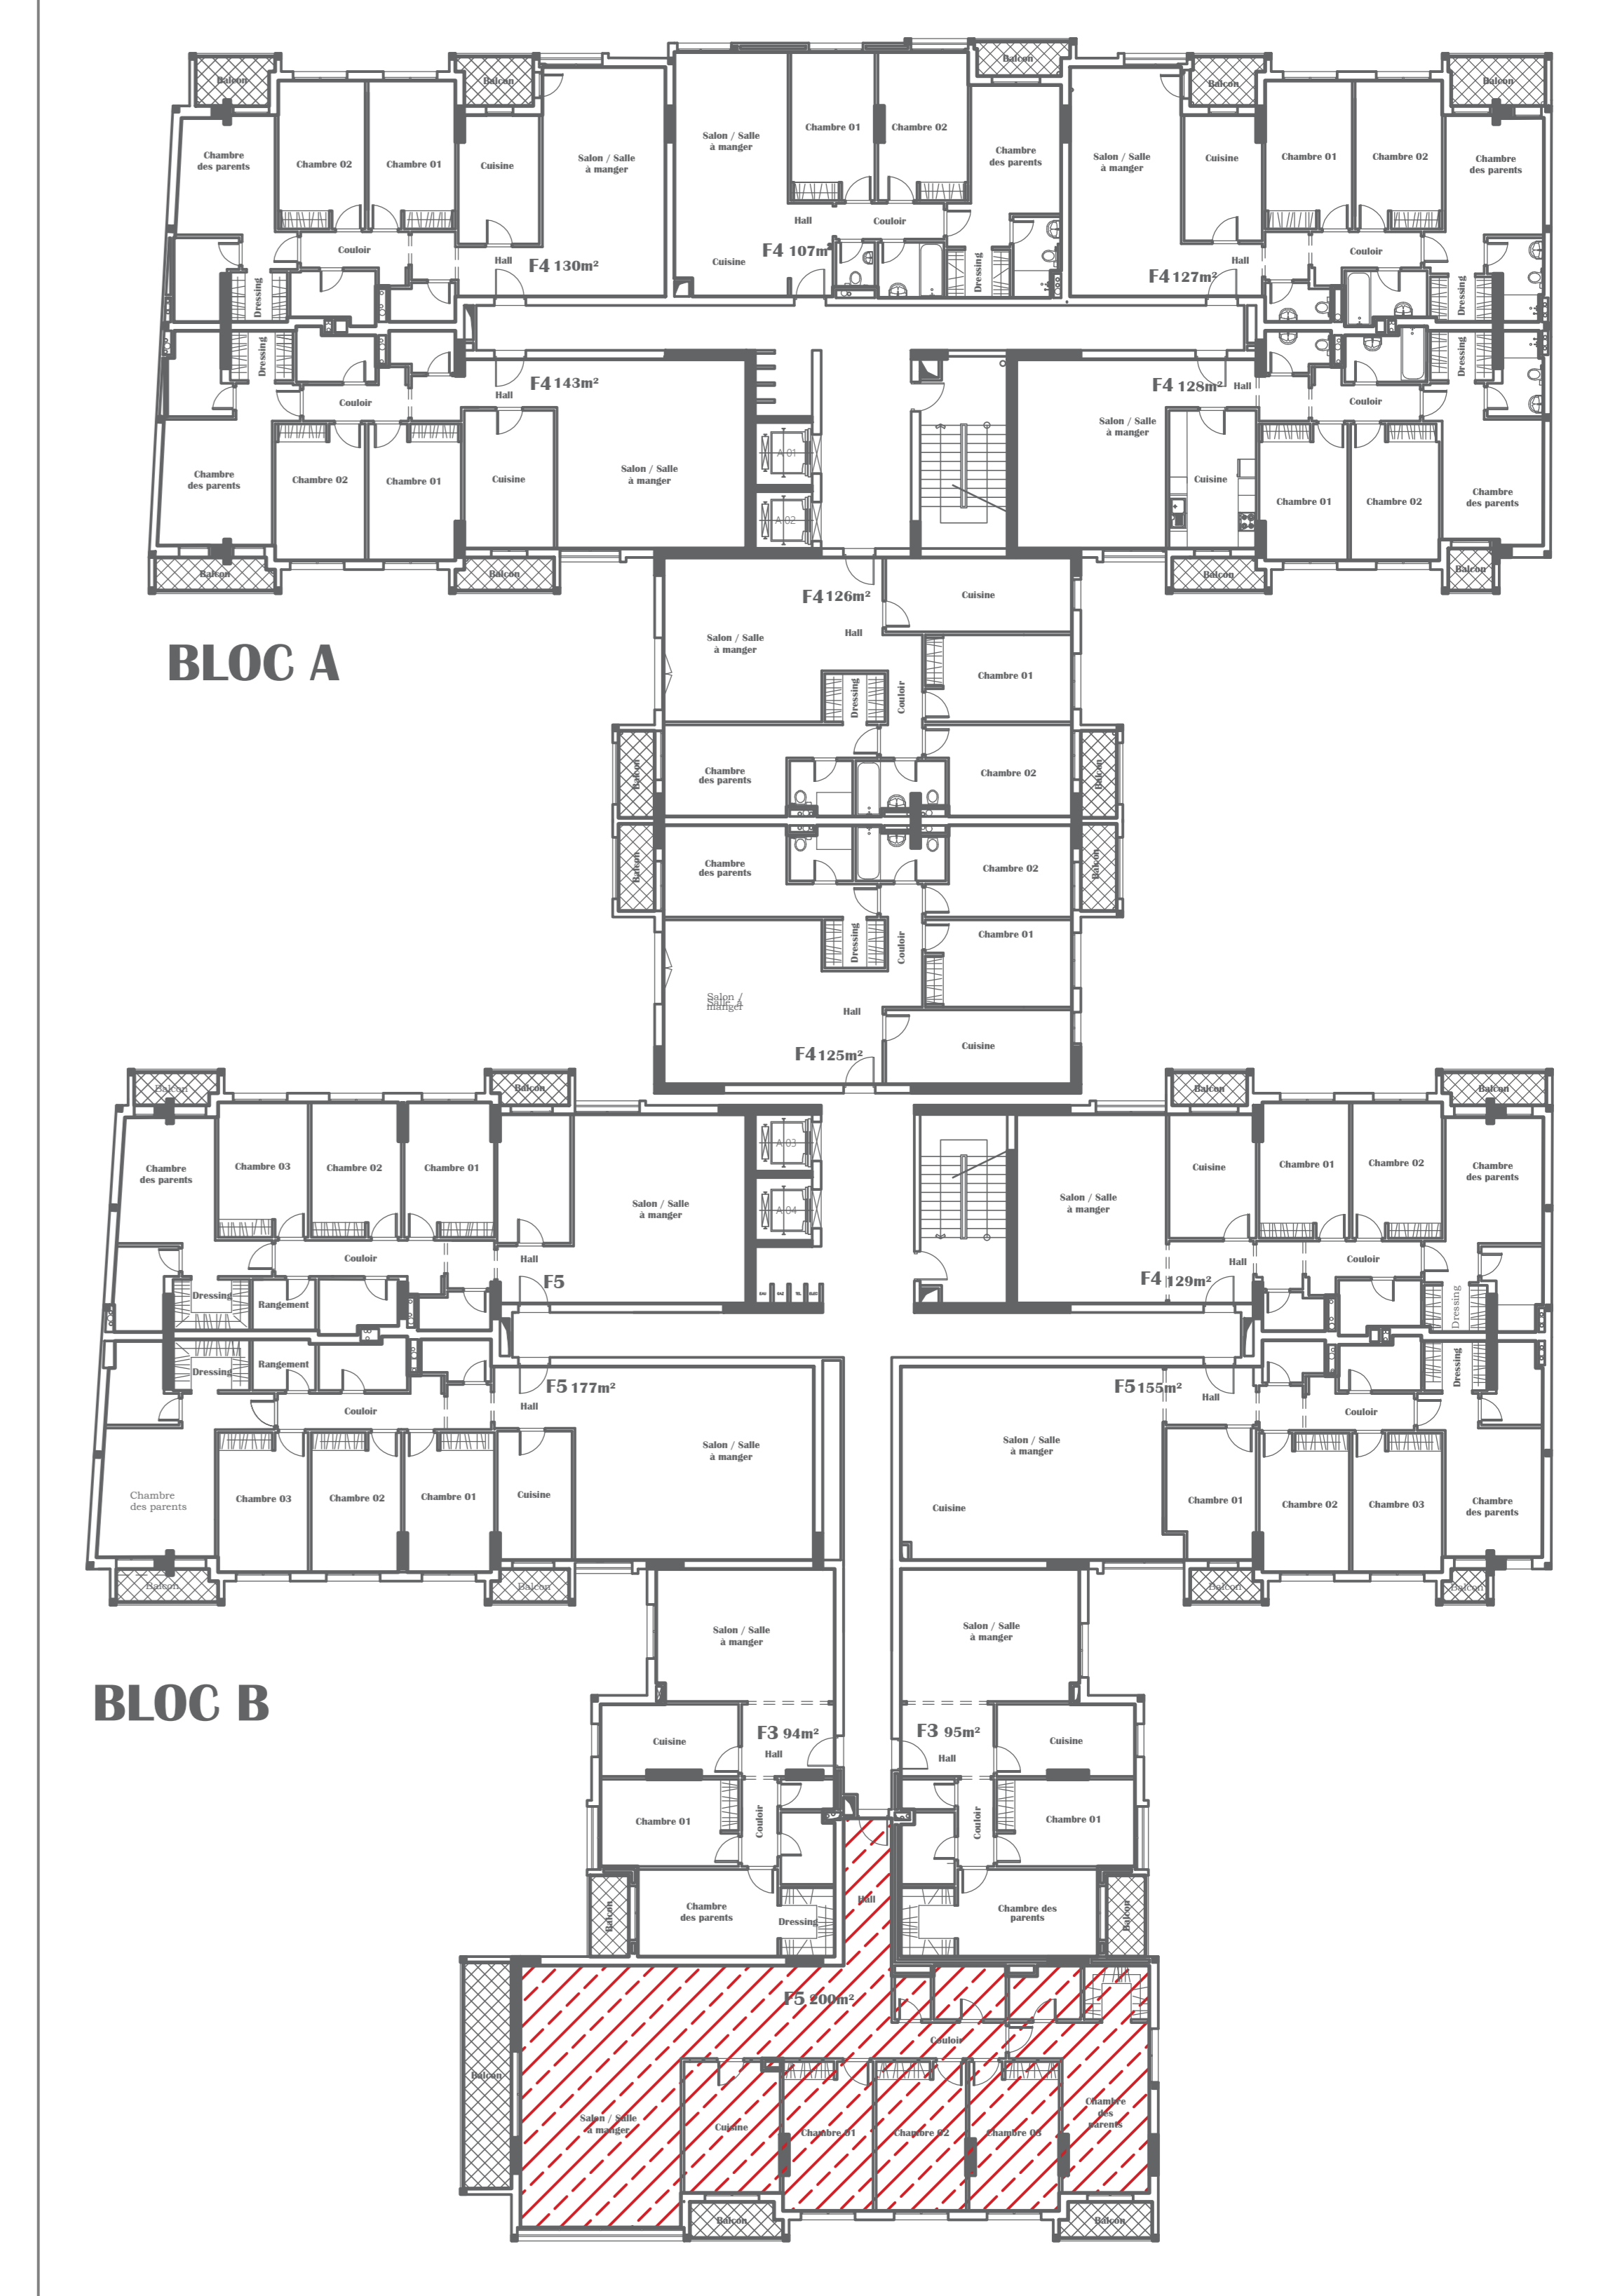 Balcon
Balcon
Balcon
Balcon
Balcon
Chambre
des parents
Chambre 02
Chambre 01
Cuisine
Salon / Salle
à manger
Salon / Salle
à manger
Chambre 01
Chambre 02
Chambre
des parents
Salon / Salle
à manger
Cuisine
Chambre 01
Chambre 02
Chambre
des parents
Couloir
Hall
F4 130m²
Dressing
Hall
Couloir
F4 107m²
Cuisine
Dressing
F4 127m²
Hall
Couloir
Dressing
Dressing
Couloir
Hall
F4 143m²
F4 128m²
Hall
Couloir
Dressing
Chambre
des parents
Chambre 02
Chambre 01
Cuisine
Salon / Salle
à manger
A 01
A 02
Salon / Salle
à manger
Cuisine
Chambre 01
Chambre 02
Chambre
des parents
Balcon
Balcon
Balcon
Balcon
BLOC A
F4 126m²
Cuisine
Hall
Salon / Salle
à manger
Chambre 01
Dressing
Couloir
Balcon
Chambre
des parents
Chambre 02
Balcon
Balcon
Chambre
des parents
Chambre 02
Balcon
Dressing
Couloir
Chambre 01
Salon /
Salle à
manger
Hall
Cuisine
F4 125m²
Balcon
Balcon
Balcon
Balcon
Chambre
des parents
Chambre 03
Chambre 02
Chambre 01
Salon / Salle
à manger
A 03
A 04
Salon / Salle
à manger
Cuisine
Chambre 01
Chambre 02
Chambre
des parents
Couloir
Hall
F5
Dressing
Rangement
EAU
GAZ
TEL
ELEC
F4 129m²
Hall
Couloir
Dressing
Dressing
Rangement
Couloir
Hall
F5 177m²
F5 155m²
Hall
Couloir
Dressing
Chambre
des parents
Chambre 03
Chambre 02
Chambre 01
Cuisine
Salon / Salle
à manger
Salon / Salle
à manger
Cuisine
Chambre 01
Chambre 02
Chambre 03
Chambre
des parents
Balcon
Balcon
Balcon
Balcon
BLOC B
Salon / Salle
à manger
Salon / Salle
à manger
Cuisine
F3 94m²
Hall
F3 95m²
Hall
Cuisine
Chambre 01
Couloir
Couloir
Chambre 01
Balcon
Chambre
des parents
Dressing
Hall
Chambre des
parents
Balcon
F5 200m²
Couloir
Balcon
Salon / Salle
à manger
Cuisine
Chambre 01
Chambre 02
Chambre 03
Chambre
des
parents
Balcon
Balcon